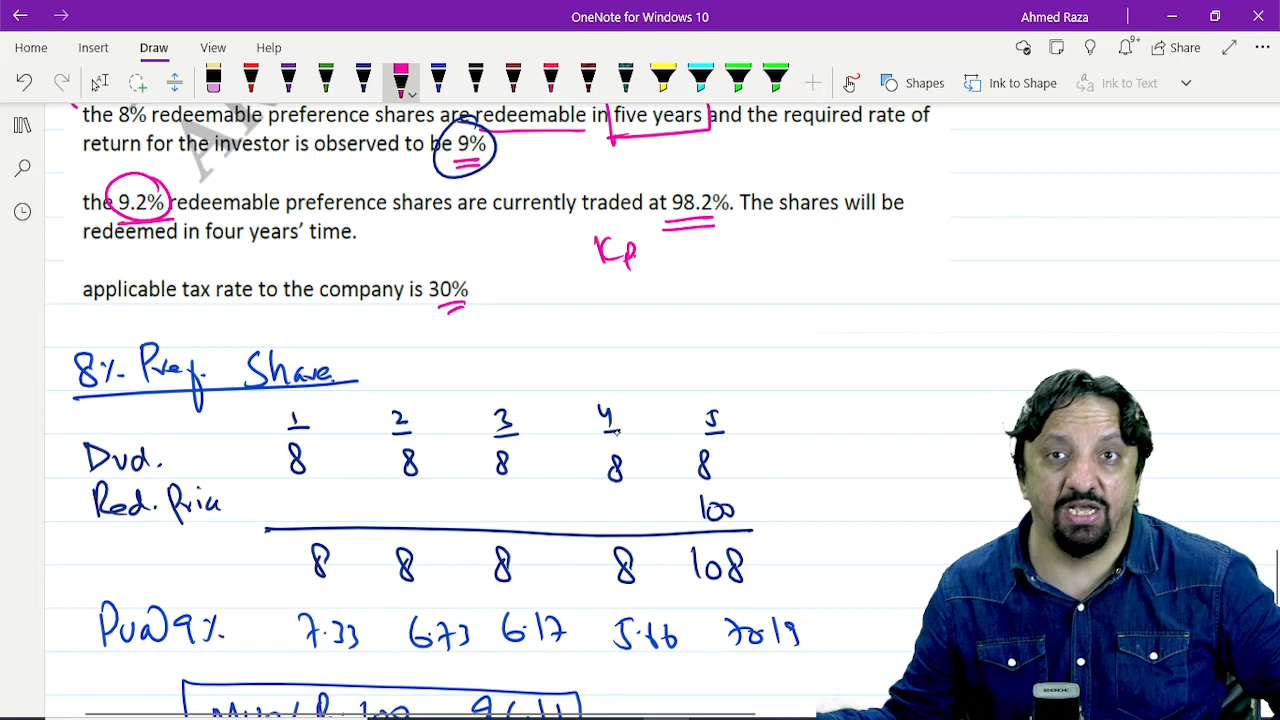 OneNote for Windows 10
Ahmed Raza
Home Insert Draw View Help
9+
Share
Shapes Ink to Shape Ink to Text
the 8% redeemable preference shares are redeemable in five years and the required rate of
return for the investor is observed to be 9%
the 9.2% redeemable preference shares are currently traded at 98.2%. The shares will be
redeemed in four years’ time.
Kp
applicable tax rate to the company is 30%
8% Pref. Share
1 2 3 4 5
Dvd. 8 8 8 8 8
Red. Price 100
8 8 8 8 108
PV@9% 7.33 6.73 6.17 5.66 70.19
RODE